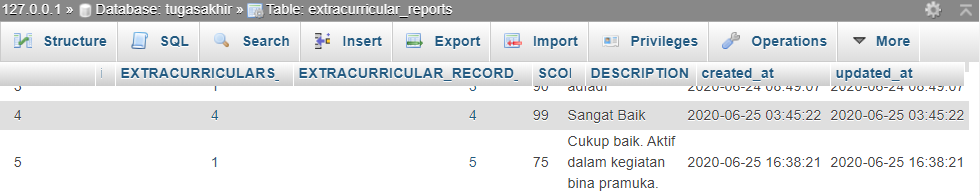 127.0.0.1 » Database: tugasakhir » Table: extracurricular_reports
Structure SQL Search Insert Export Import Privileges Operations More
EXTRACURRICULARS_ EXTRACURRICULAR_RECORD_ SCO DESCRIPTION created_at updated_at
3 1 3 90 adfadf 2020-06-24 08:49:07 2020-06-24 08:49:07
4 4 4 99 Sangat Baik 2020-06-25 03:45:22 2020-06-25 03:45:22
5 1 5 75 Cukup baik. Aktif dalam kegiatan bina pramuka. 2020-06-25 16:38:21 2020-06-25 16:38:21